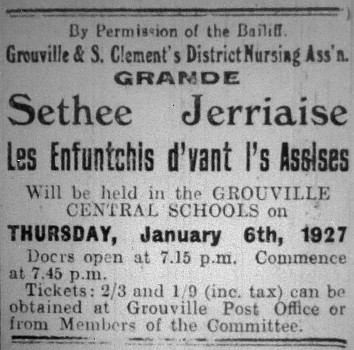 By Permission of the Bailiff.
Grouville & S. Clement's District Nursing Ass'n.
GRANDE
Sethee Jerriaise
Les Enfuntchis d'vant l's Assises
Will be held in the GROUVILLE
CENTRAL SCHOOLS on
THURSDAY, January 6th, 1927
Doors open at 7.15 p.m. Commence
at 7.45 p.m.
Tickets: 2/3 and 1/9 (inc. tax) can be
obtained at Grouville Post Office or
from Members of the Committee.